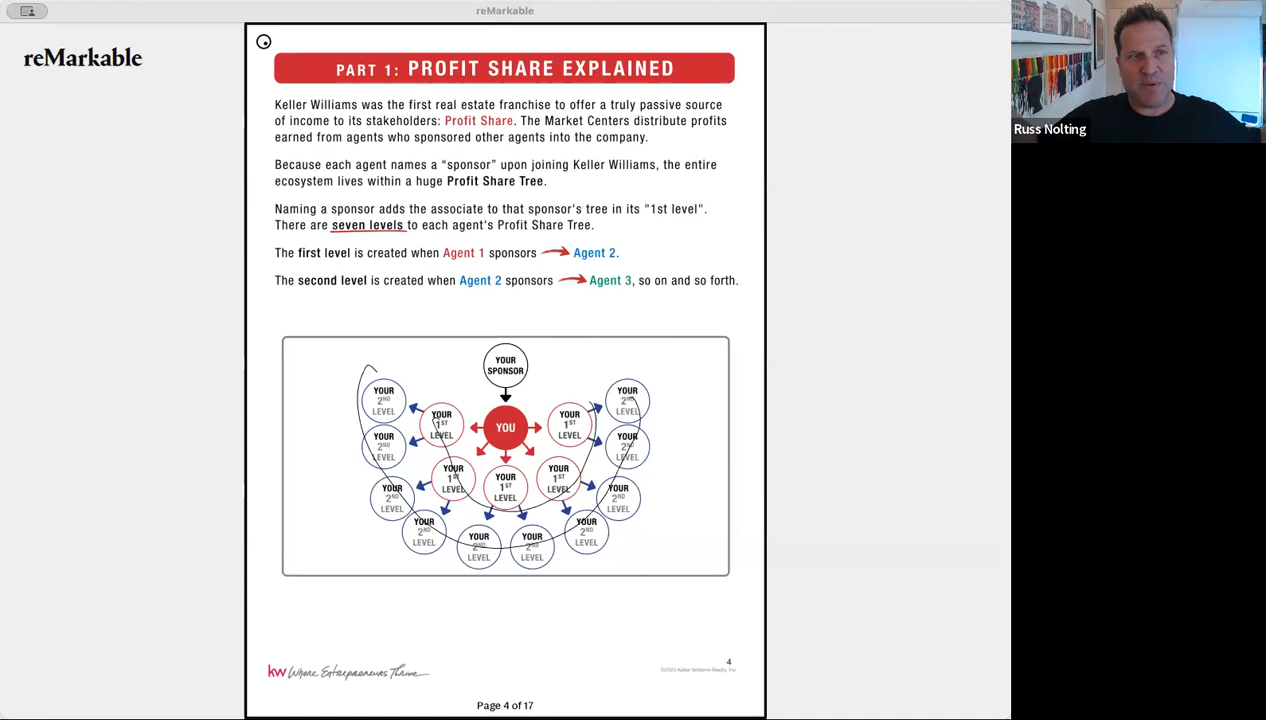 reMarkable
reMarkable
PART 1: PROFIT SHARE EXPLAINED
Keller Williams was the first real estate franchise to offer a truly passive source
of income to its stakeholders: Profit Share. The Market Centers distribute profits
earned from agents who sponsored other agents into the company.
Because each agent names a “sponsor” upon joining Keller Williams, the entire
ecosystem lives within a huge Profit Share Tree.
Naming a sponsor adds the associate to that sponsor's tree in its "1st level".
There are seven levels to each agent's Profit Share Tree.
The first level is created when Agent 1 sponsors Agent 2.
The second level is created when Agent 2 sponsors Agent 3, so on and so forth.
YOUR
SPONSOR
YOU
YOUR
1ST
LEVEL
YOUR
1ST
LEVEL
YOUR
1ST
LEVEL
YOUR
1ST
LEVEL
YOUR
1ST
LEVEL
YOUR
2ND
LEVEL
YOUR
2ND
LEVEL
YOUR
2ND
LEVEL
YOUR
2ND
LEVEL
YOUR
2ND
LEVEL
YOUR
2ND
LEVEL
YOUR
2ND
LEVEL
YOUR
2ND
LEVEL
YOUR
2ND
LEVEL
YOUR
2ND
LEVEL
kw Where Entrepreneurs Thrive
4
©2023 Keller Williams Realty, Inc.
Page 4 of 17
Russ Nolting